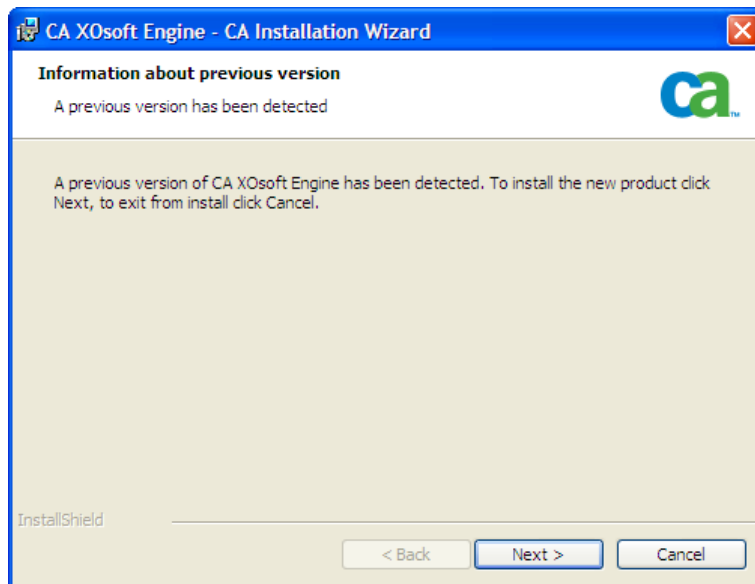 CA XOsoft Engine - CA Installation Wizard
Information about previous version
A previous version has been detected
ca™
A previous version of CA XOsoft Engine has been detected. To install the new product click
Next, to exit from install click Cancel.
InstallShield
< Back
Next >
Cancel